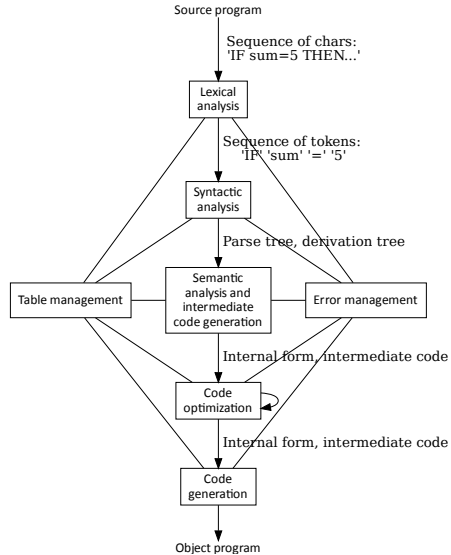 Source program
Sequence of chars:
'IF sum=5 THEN...'
Lexical
analysis
Sequence of tokens:
'IF' 'sum' '=' '5'
Syntactic
analysis
Parse tree, derivation tree
Table management
Semantic
analysis and
intermediate
code generation
Error management
Internal form, intermediate code
Code
optimization
Internal form, intermediate code
Code
generation
Object program